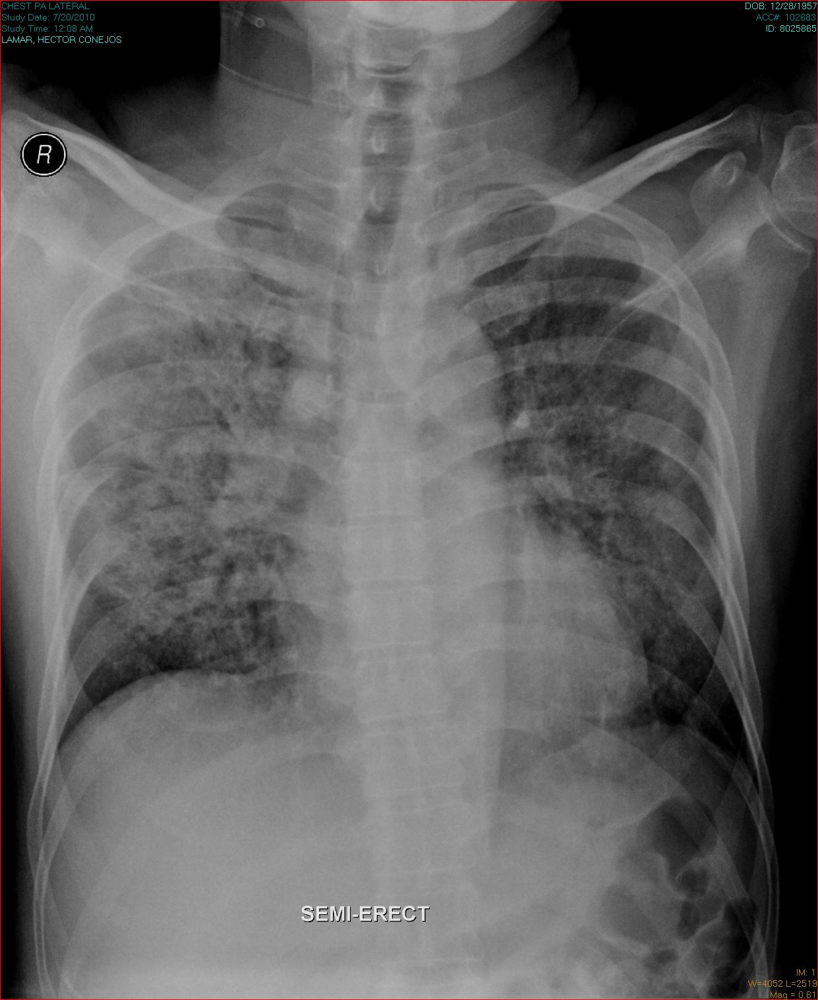 CHEST PA LATERAL
Study Date: 7/20/2010
Study Time: 12:08 AM
LAMAR, HECTOR CONEJOS
DOB: 12/28/1957
ACC#: 102683
ID: 8025865
R
SEMI-ERECT
IM: 1
W=4052 L=2519
Mag = 0.61